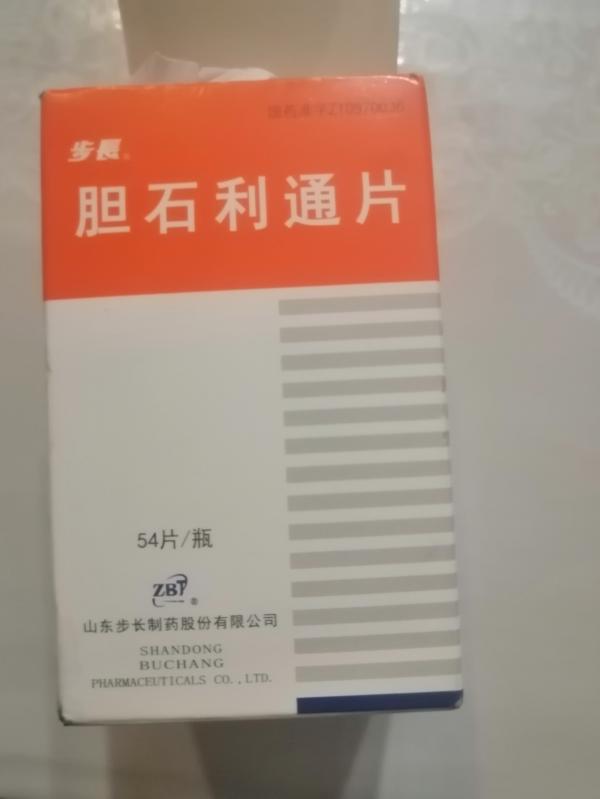 国药准字Z10970036
步長®
胆石利通片
54片/瓶
ZBT®
山东步长制药股份有限公司
SHANDONG
BUCHANG
PHARMACEUTICALS CO.,LTD.